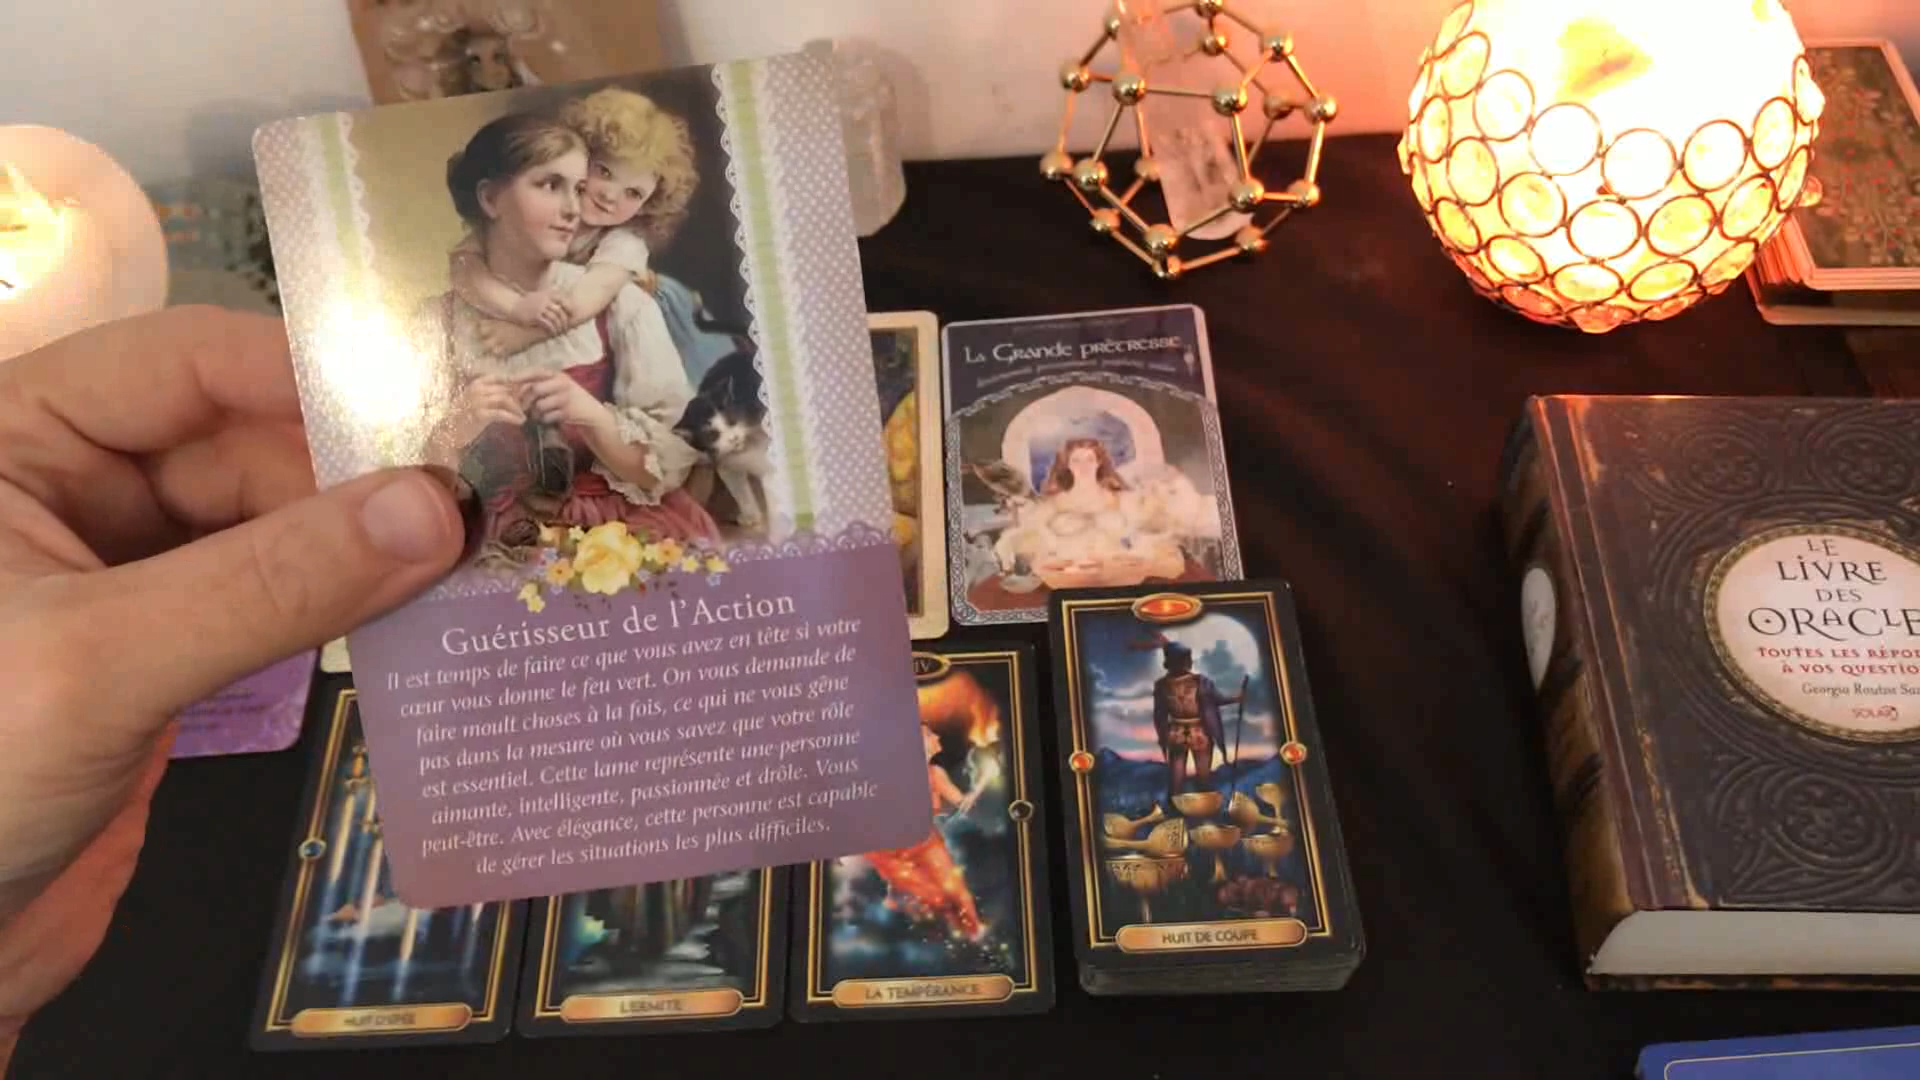 Guérisseur de l'Action
Il est temps de faire ce que vous avez en tête si votre
cœur vous donne le feu vert. On vous demande de
faire moult choses à la fois, ce qui ne vous gêne
pas dans la mesure où vous savez que votre rôle
est essentiel. Cette lame représente une personne
aimante, intelligente, passionnée et drôle. Vous
peut-être. Avec élégance, cette personne est capable
de gérer les situations les plus difficiles.
La Grande prêtresse
LE
LIVRE
DES
ORACLE
TOUTES LES RÉPO
À VOS QUESTIO
Georgia Routsis Sa
SOLAR
HUIT D'ÉPÉE
L'ERMITE
IV
LA TEMPÉRANCE
HUIT DE COUPE